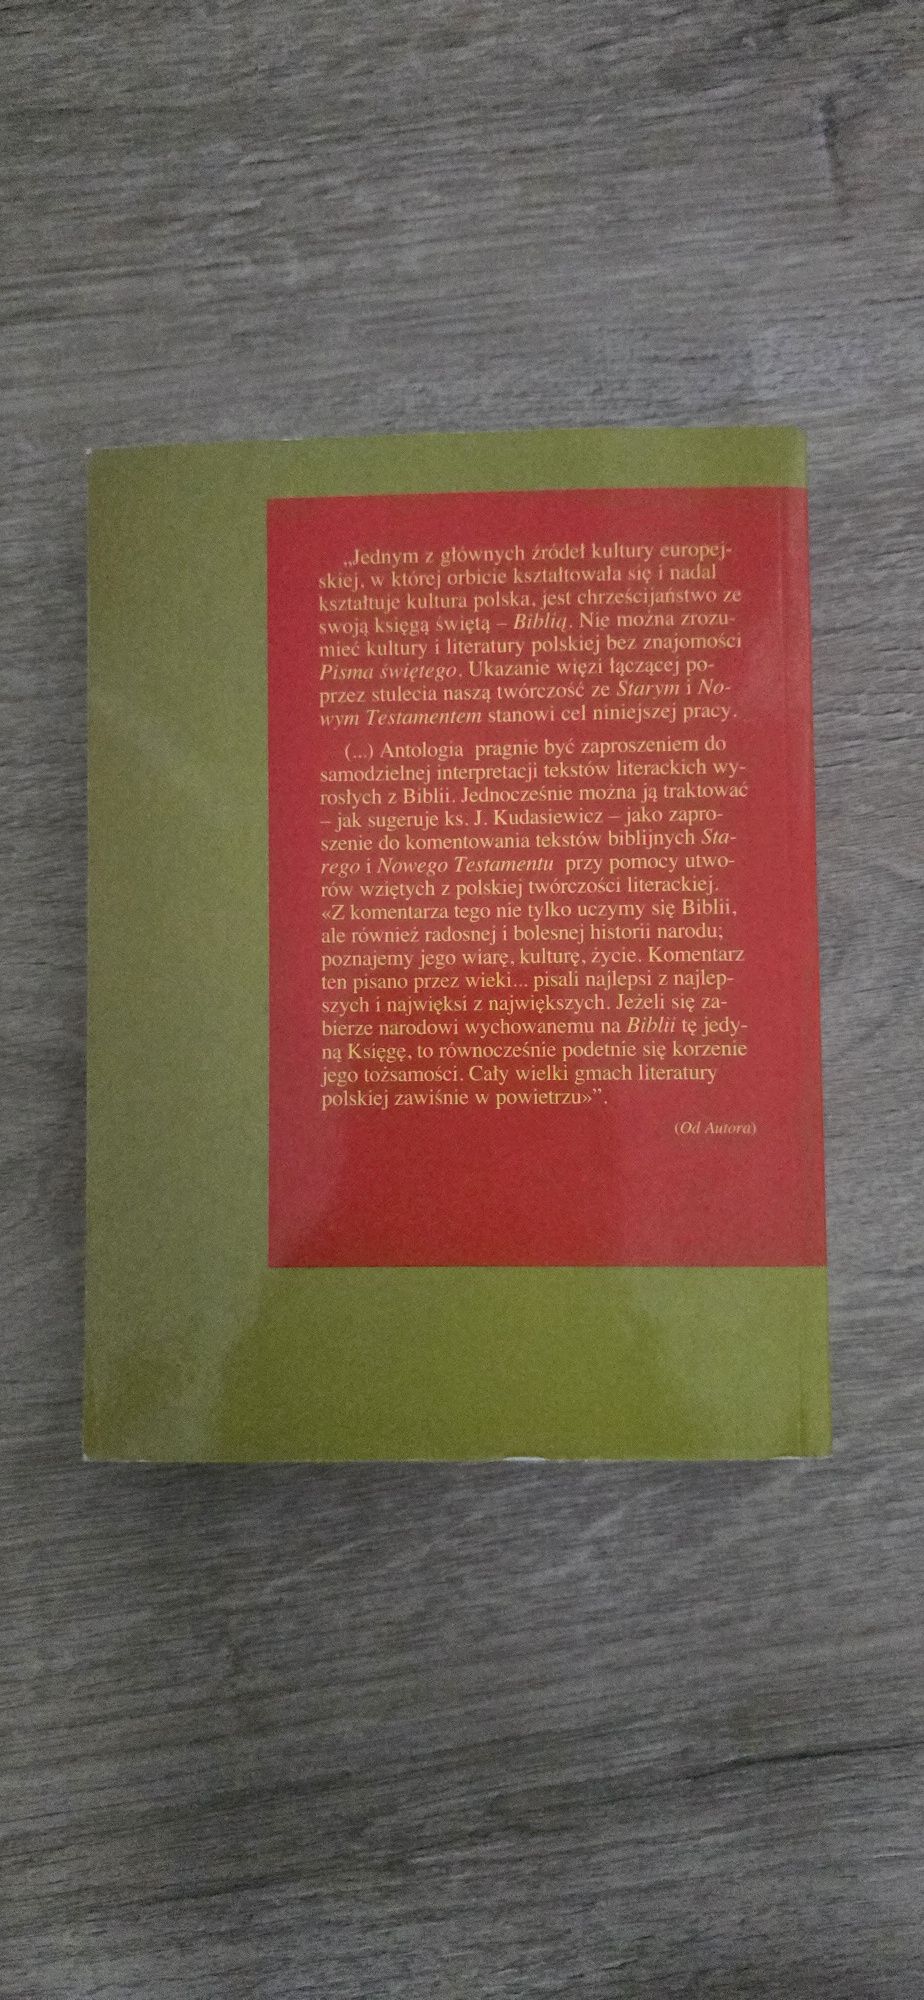 „Jednym z głównych źródeł kultury europej-
skiej, w której orbicie kształtowała się i nadal
kształtuje kultura polska, jest chrześcijaństwo ze
swoją księgą świętą – Biblią. Nie można zrozu-
mieć kultury i literatury polskiej bez znajomości
Pisma świętego. Ukazanie więzi łączącej po-
przez stulecia naszą twórczość ze Starym i No-
wym Testamentem stanowi cel niniejszej pracy.
(...) Antologia pragnie być zaproszeniem do
samodzielnej interpretacji tekstów literackich wy-
rosłych z Biblii. Jednocześnie można ją traktować
– jak sugeruje ks. J. Kudasiewicz – jako zapro-
szenie do komentowania tekstów biblijnych Sta-
rego i Nowego Testamentu przy pomocy utwo-
rów wziętych z polskiej twórczości literackiej.
«Z komentarza tego nie tylko uczymy się Biblii,
ale również radosnej i bolesnej historii narodu;
poznajemy jego wiarę, kulturę, życie. Komentarz
ten pisano przez wieki... pisali najlepsi z najlep-
szych i najwięksi z największych. Jeżeli się za-
bierze narodowi wychowanemu na Biblii tę jedy-
ną Księgę, to równocześnie podetnie się korzenie
jego tożsamości. Cały wielki gmach literatury
polskiej zawiśnie w powietrzu»”.
(Od Autora)